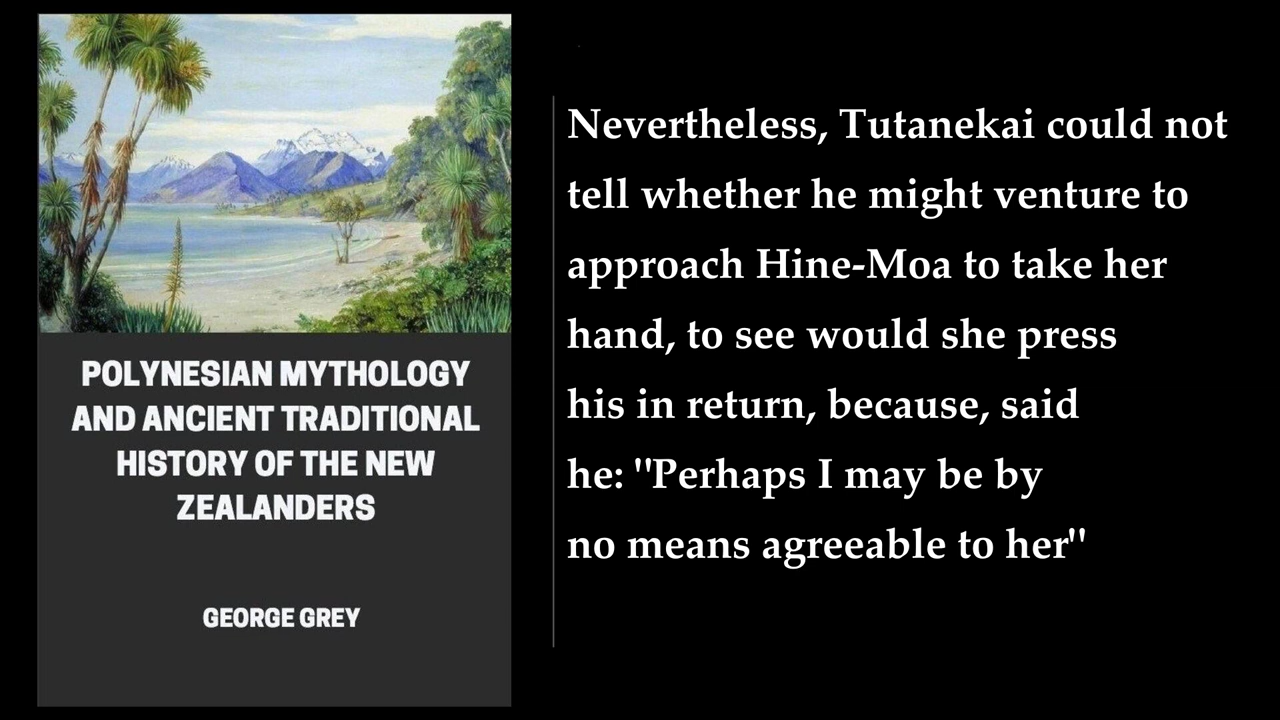 POLYNESIAN MYTHOLOGY
AND ANCIENT TRADITIONAL
HISTORY OF THE NEW
ZEALANDERS
GEORGE GREY
Nevertheless, Tutanekai could not
tell whether he might venture to
approach Hine-Moa to take her
hand, to see would she press
his in return, because, said
he: "Perhaps I may be by
no means agreeable to her"